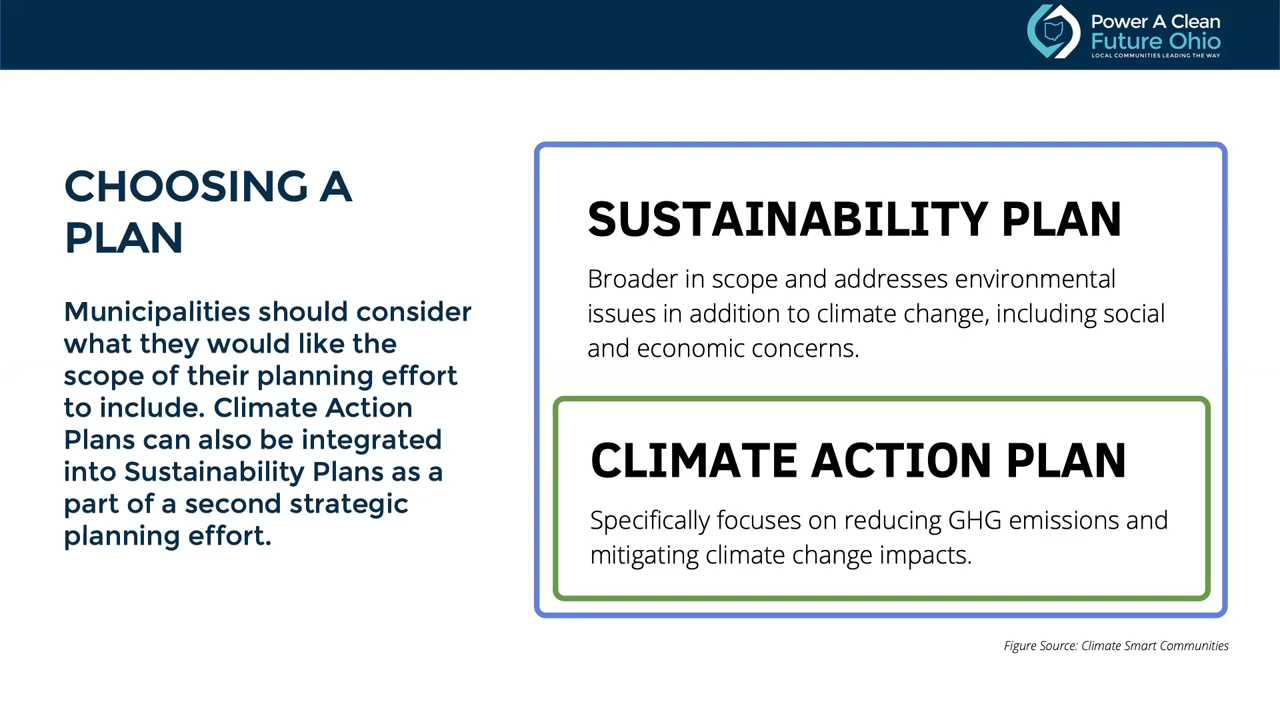 Power A Clean
Future Ohio
LOCAL COMMUNITIES LEADING THE WAY
CHOOSING A
PLAN
Municipalities should consider
what they would like the
scope of their planning effort
to include. Climate Action
Plans can also be integrated
into Sustainability Plans as a
part of a second strategic
planning effort.
SUSTAINABILITY PLAN
Broader in scope and addresses environmental
issues in addition to climate change, including social
and economic concerns.
CLIMATE ACTION PLAN
Specifically focuses on reducing GHG emissions and
mitigating climate change impacts.
Figure Source: Climate Smart Communities